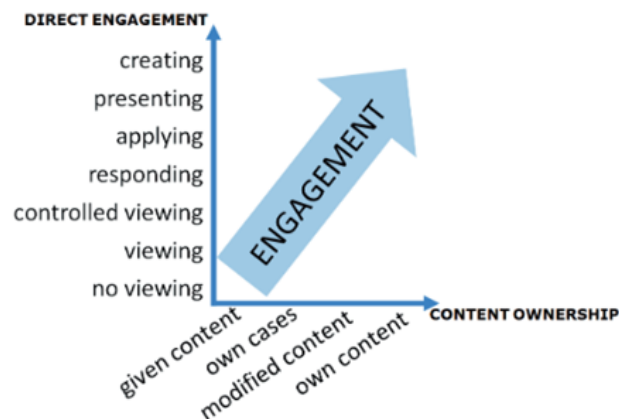 DIRECT ENGAGEMENT
creating
presenting
applying
responding
controlled viewing
viewing
no viewing
ENGAGEMENT
CONTENT OWNERSHIP
given content
own cases
modified content
own content